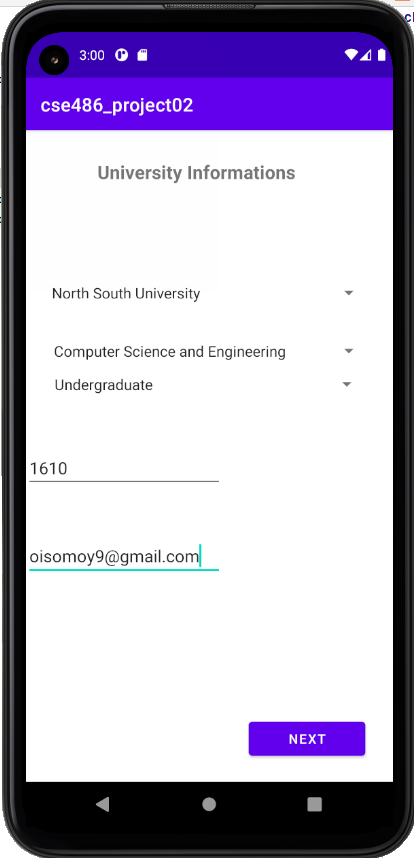 3:00
cse486_project02
University Informations
North South University
Computer Science and Engineering
Undergraduate
1610
oisomoy9@gmail.com
NEXT